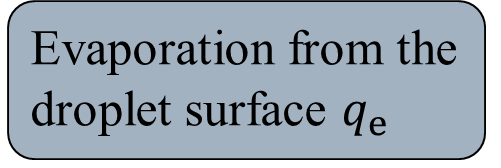 Evaporation from the
droplet surface qₑ